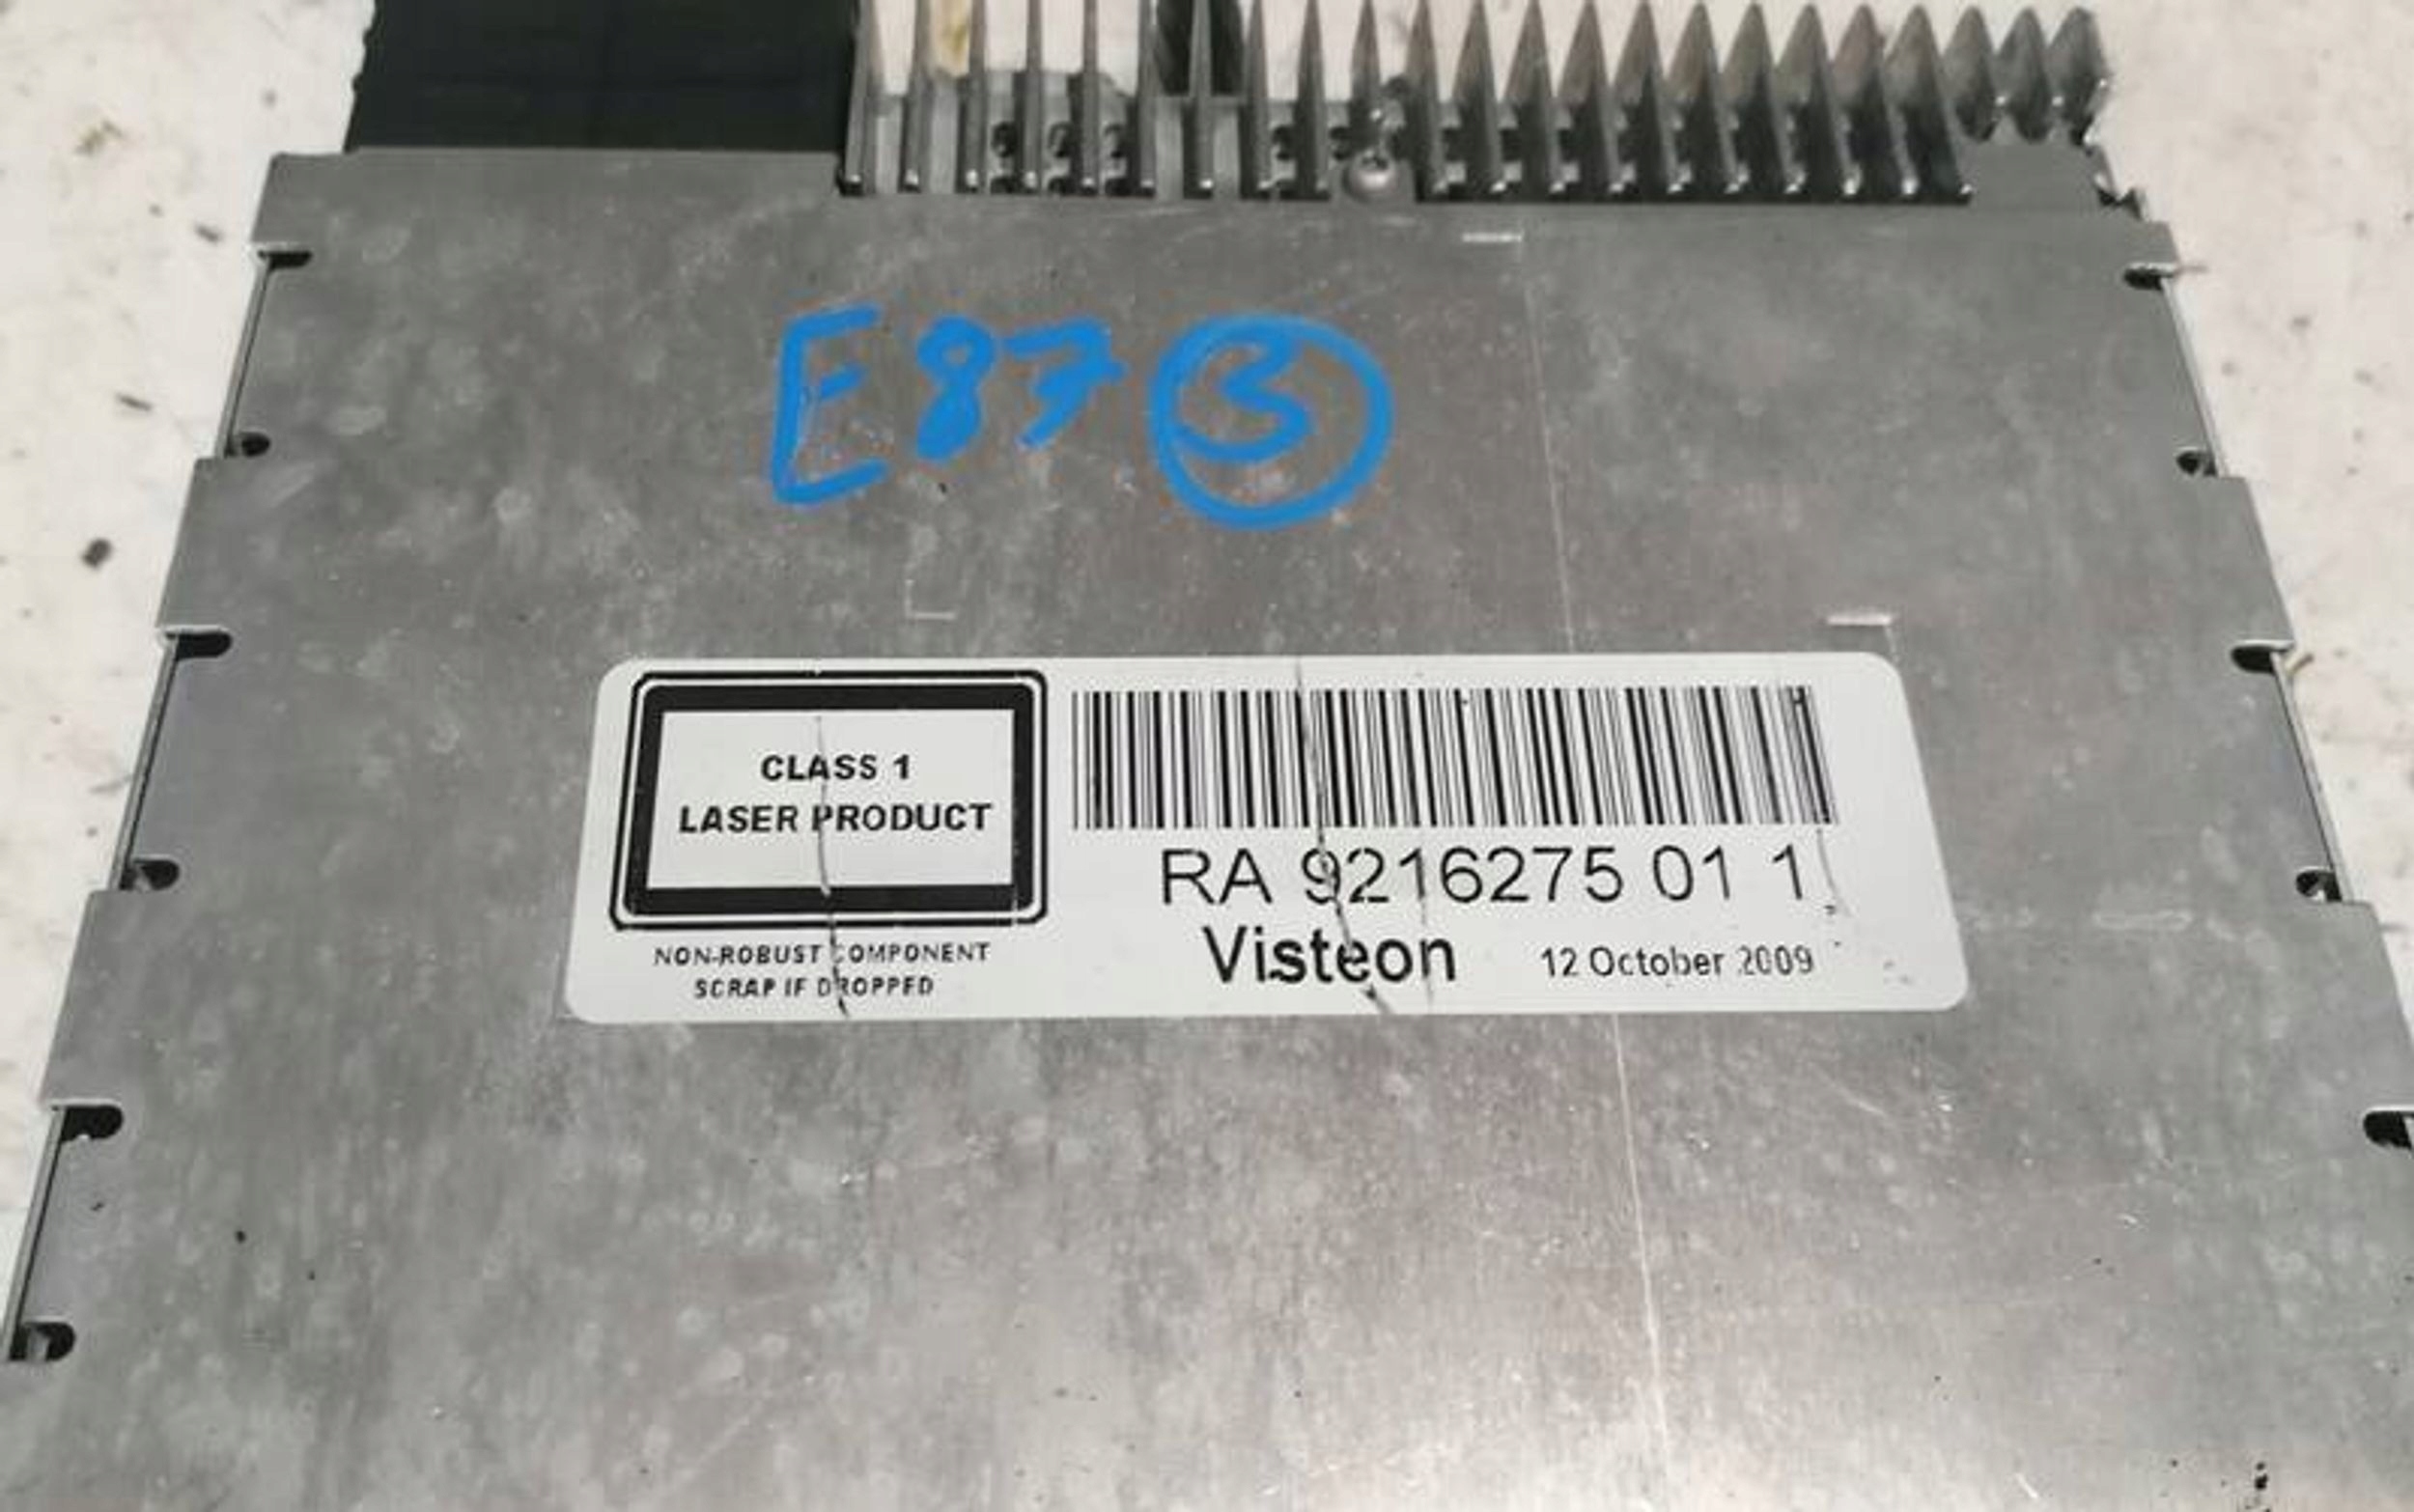 E87 3
CLASS 1
LASER PRODUCT
NON-ROBUST COMPONENT
SCRAP IF DROPPED
RA 9216275 01 1
Visteon 12 October 2009